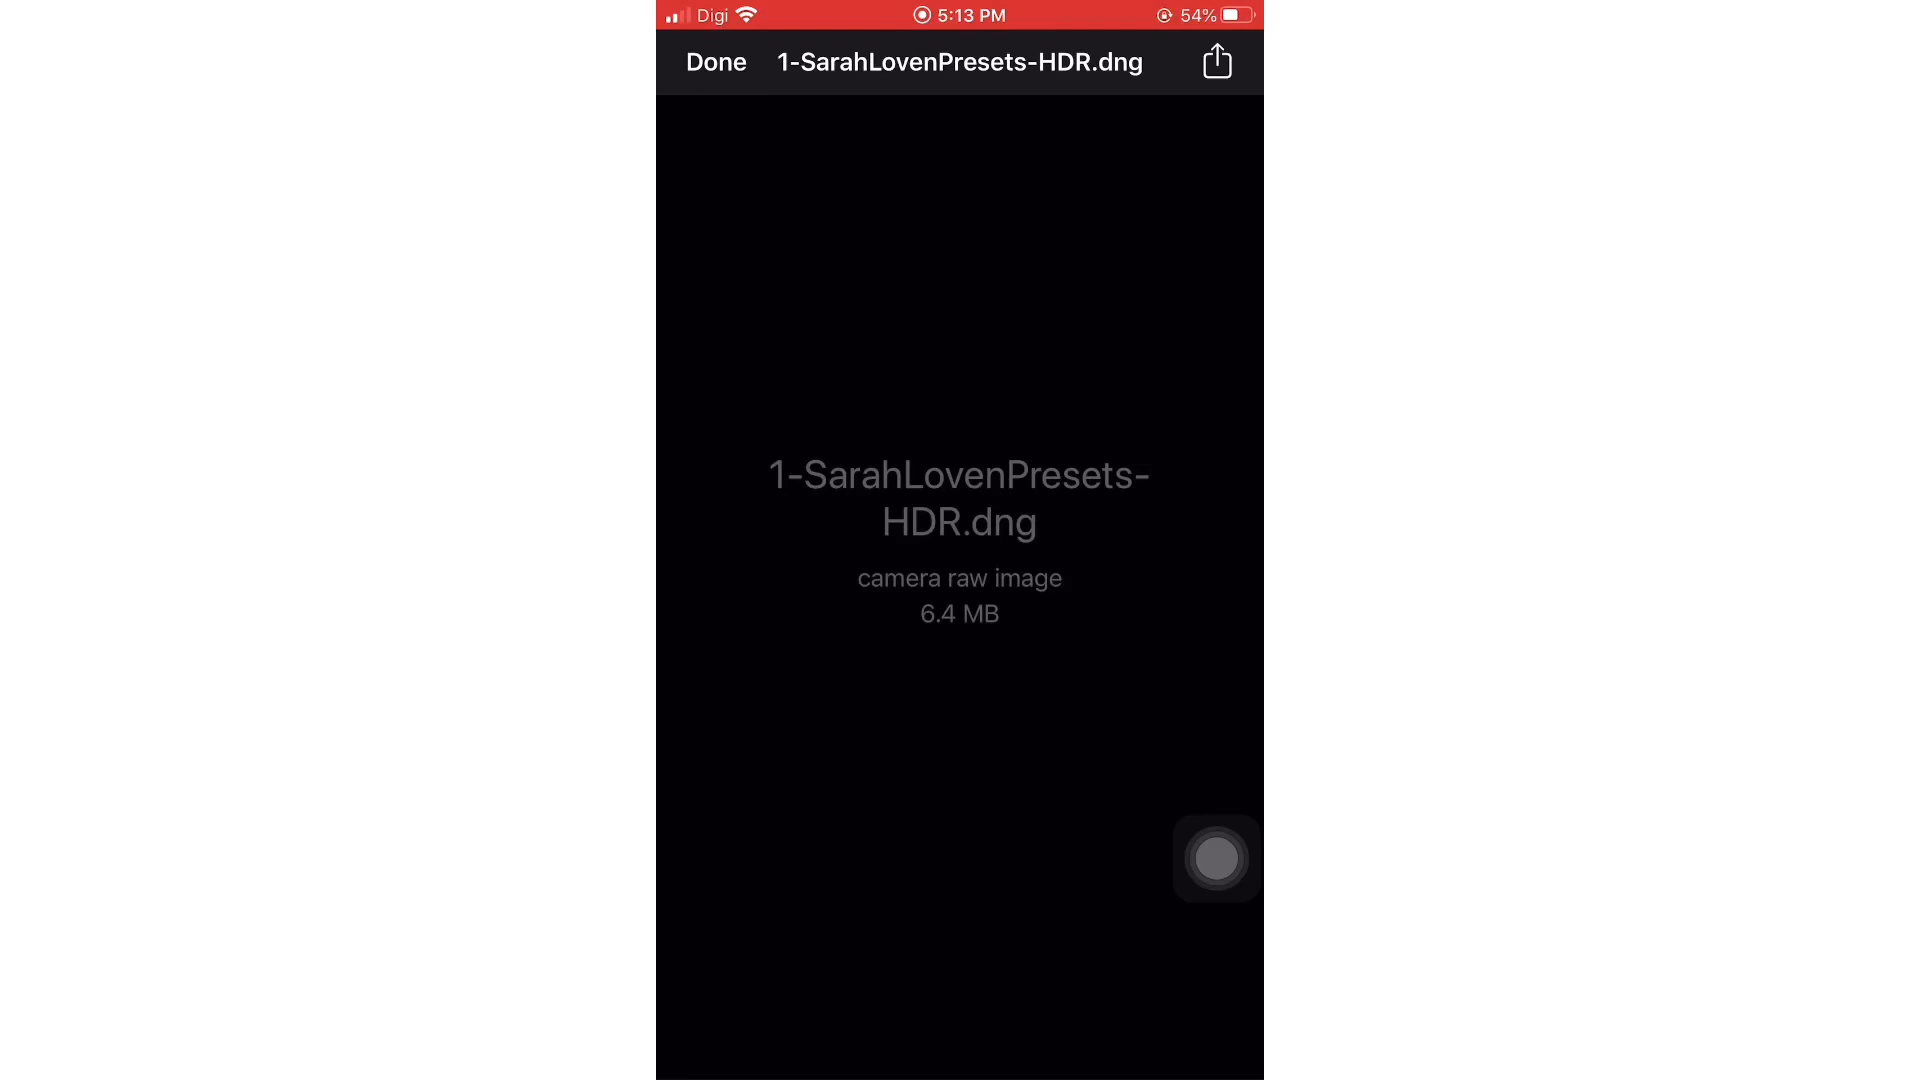 Digi 5:13 PM 54%
Done 1-SarahLovenPresets-HDR.dng
1-SarahLovenPresets-
HDR.dng
camera raw image
6.4 MB